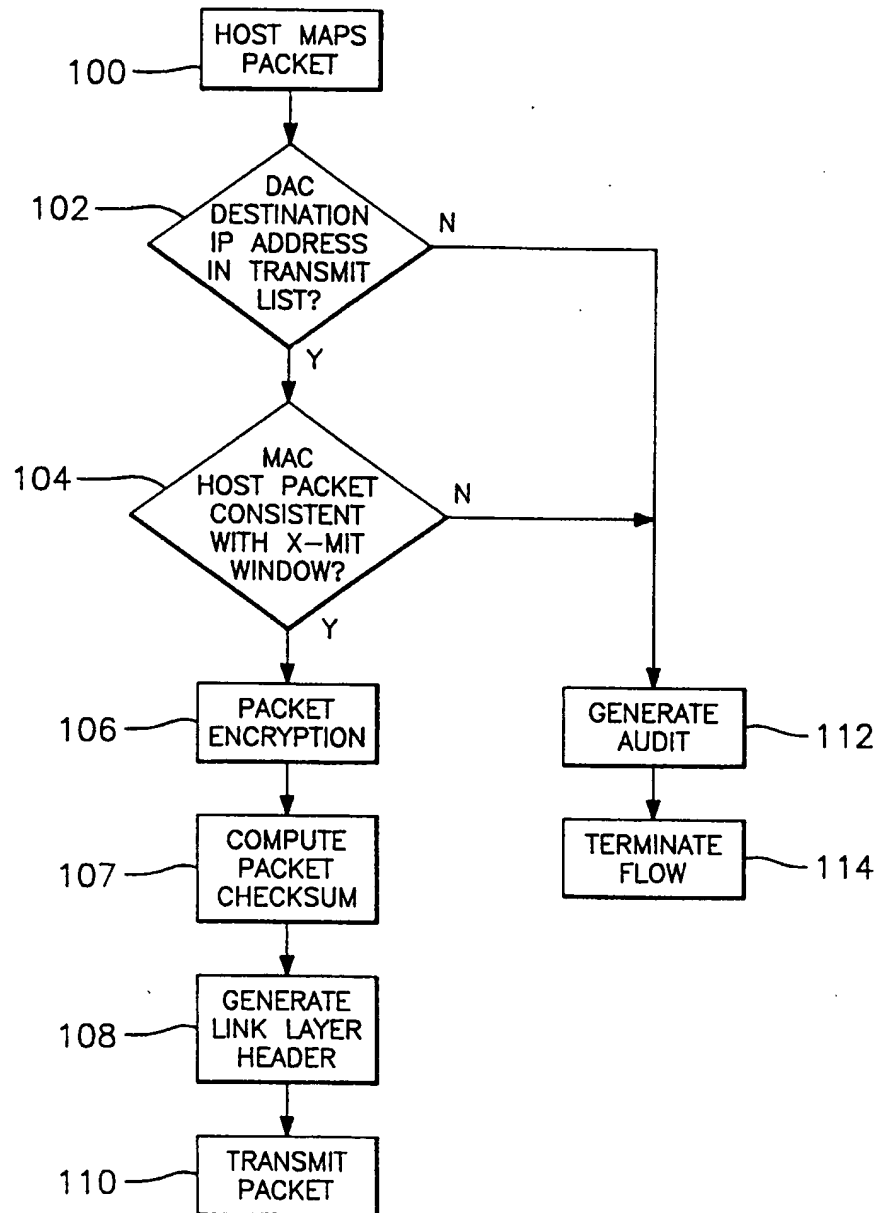 HOST MAPS
PACKET
100
DAC
DESTINATION
IP ADDRESS
IN TRANSMIT
LIST?
102
N
Y
MAC
HOST PACKET
CONSISTENT
WITH X-MIT
WINDOW?
104
N
Y
PACKET
ENCRYPTION
106
GENERATE
AUDIT
112
COMPUTE
PACKET
CHECKSUM
107
TERMINATE
FLOW
114
GENERATE
LINK LAYER
HEADER
108
TRANSMIT
PACKET
110